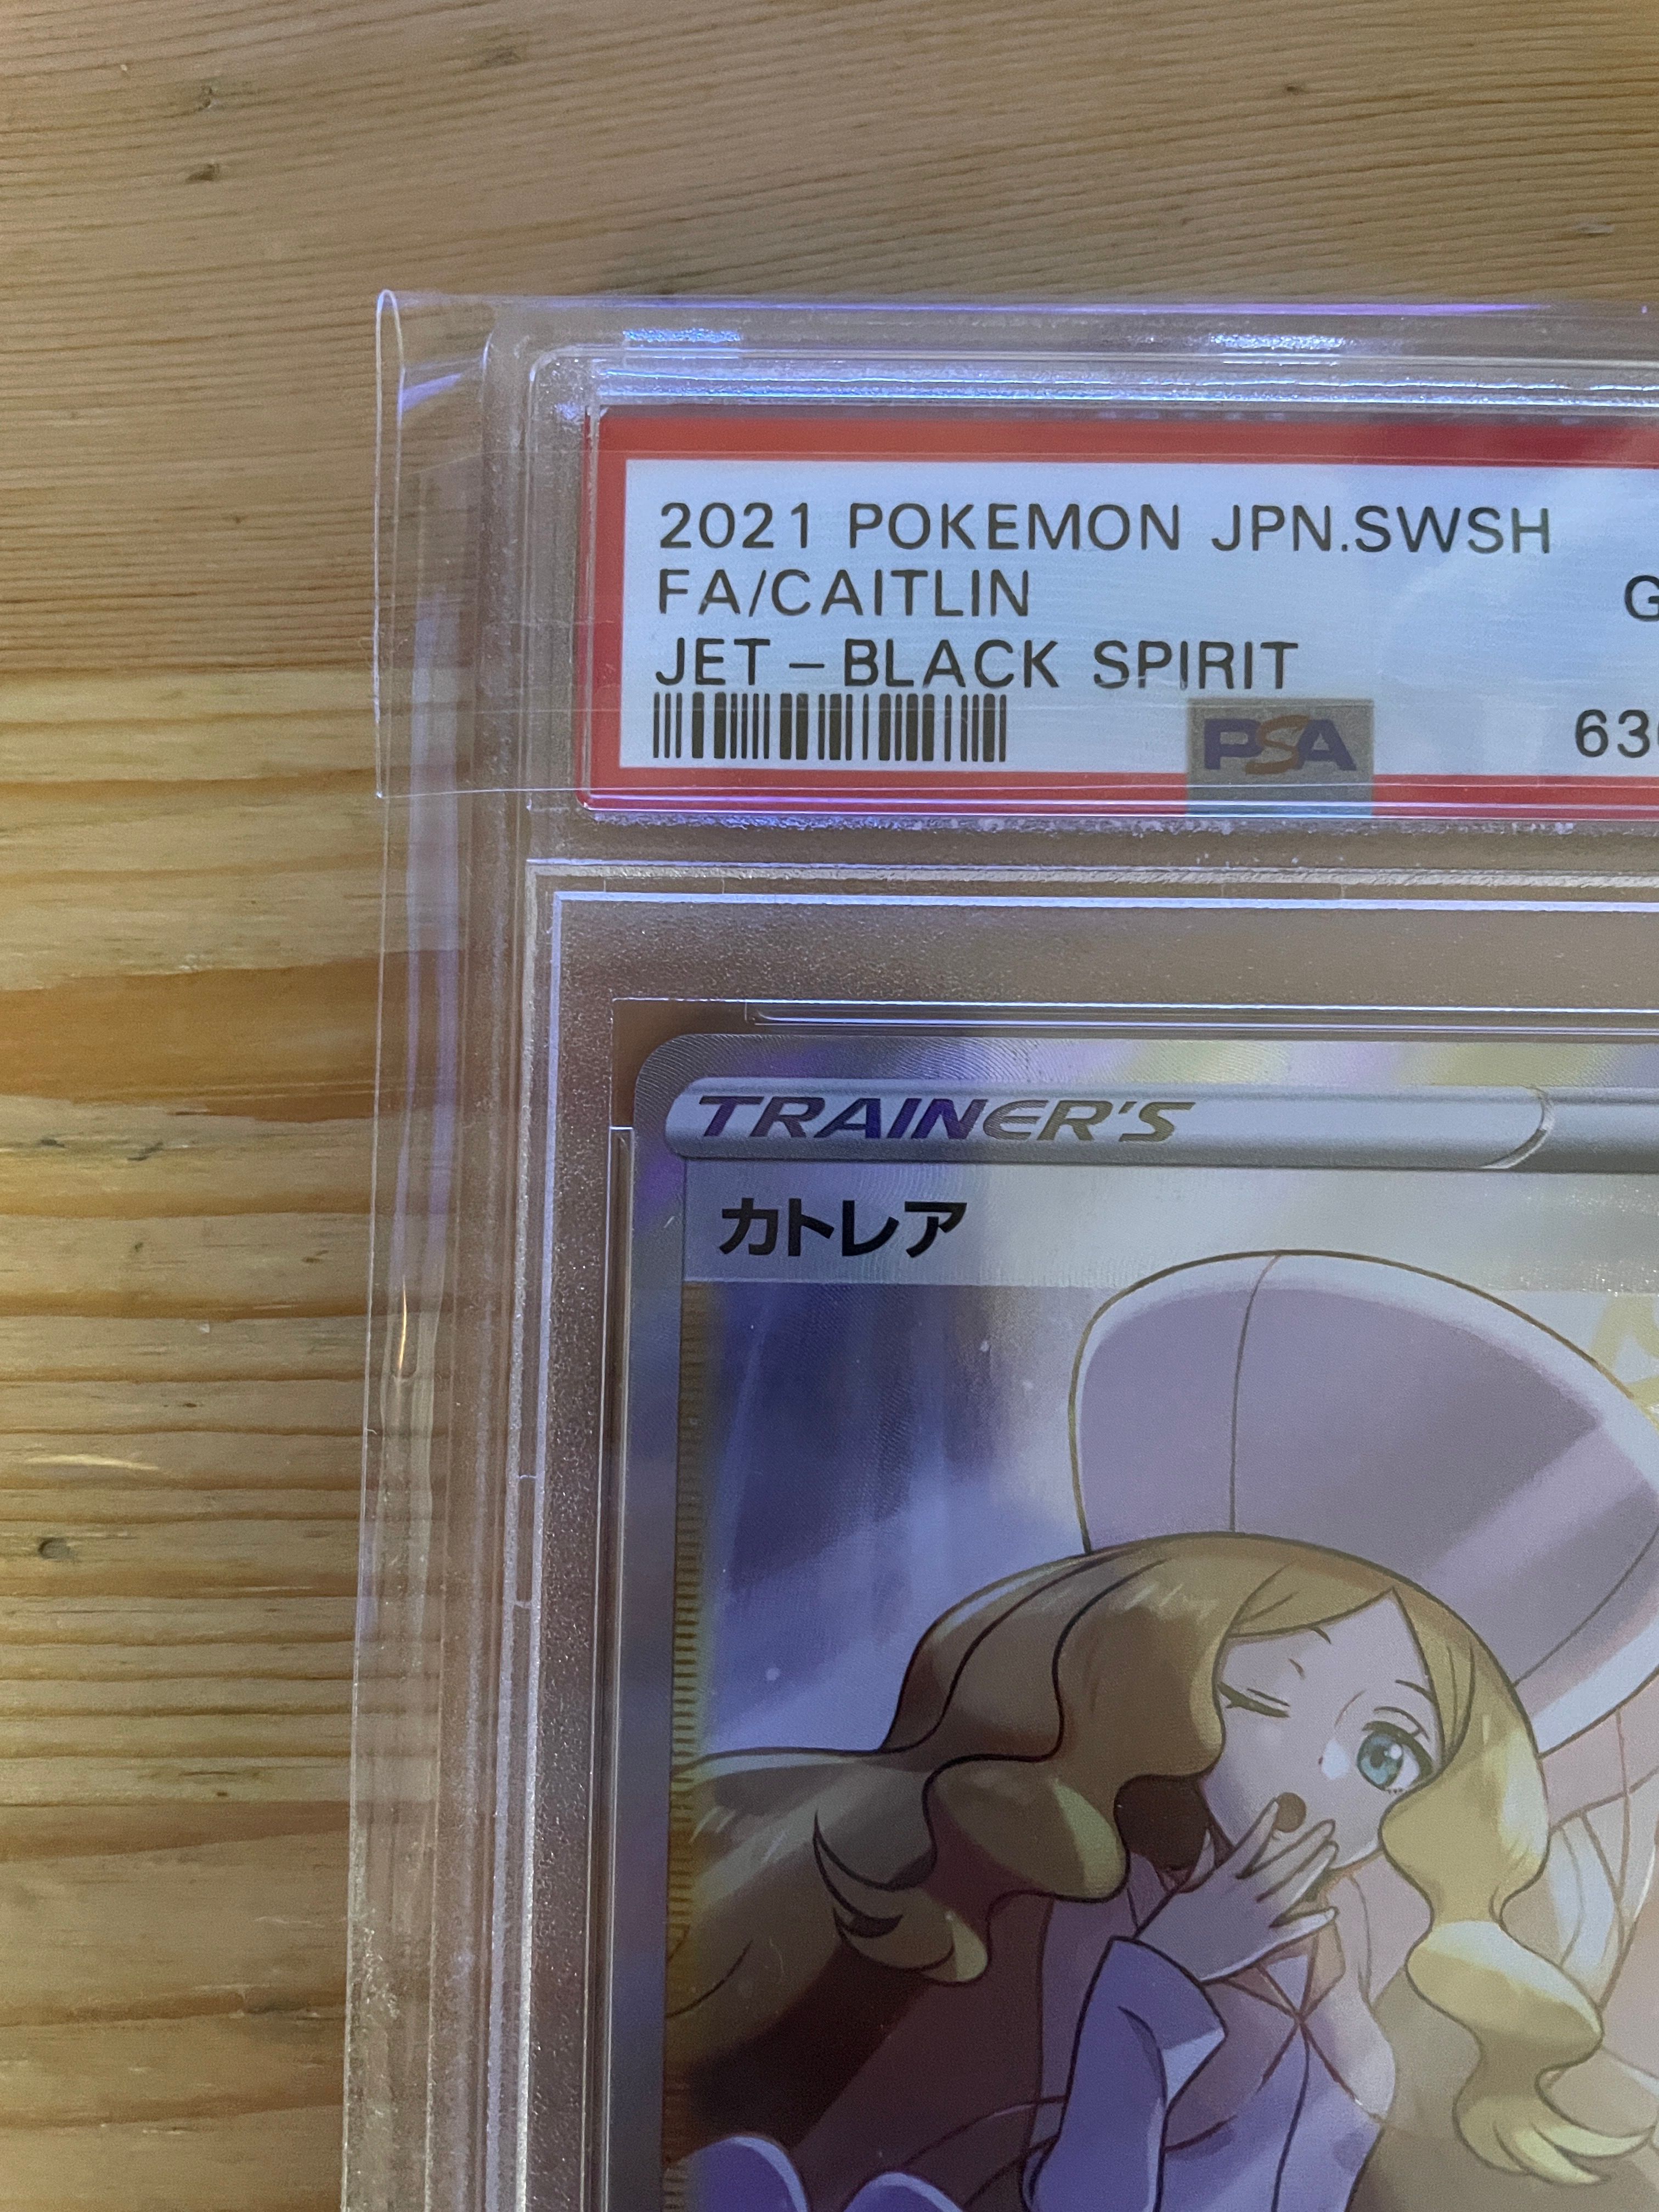 2021 POKEMON JPN.SWSH
FA/CAITLIN
G
JET-BLACK SPIRIT
PSA
TRAINER'S
カトレア